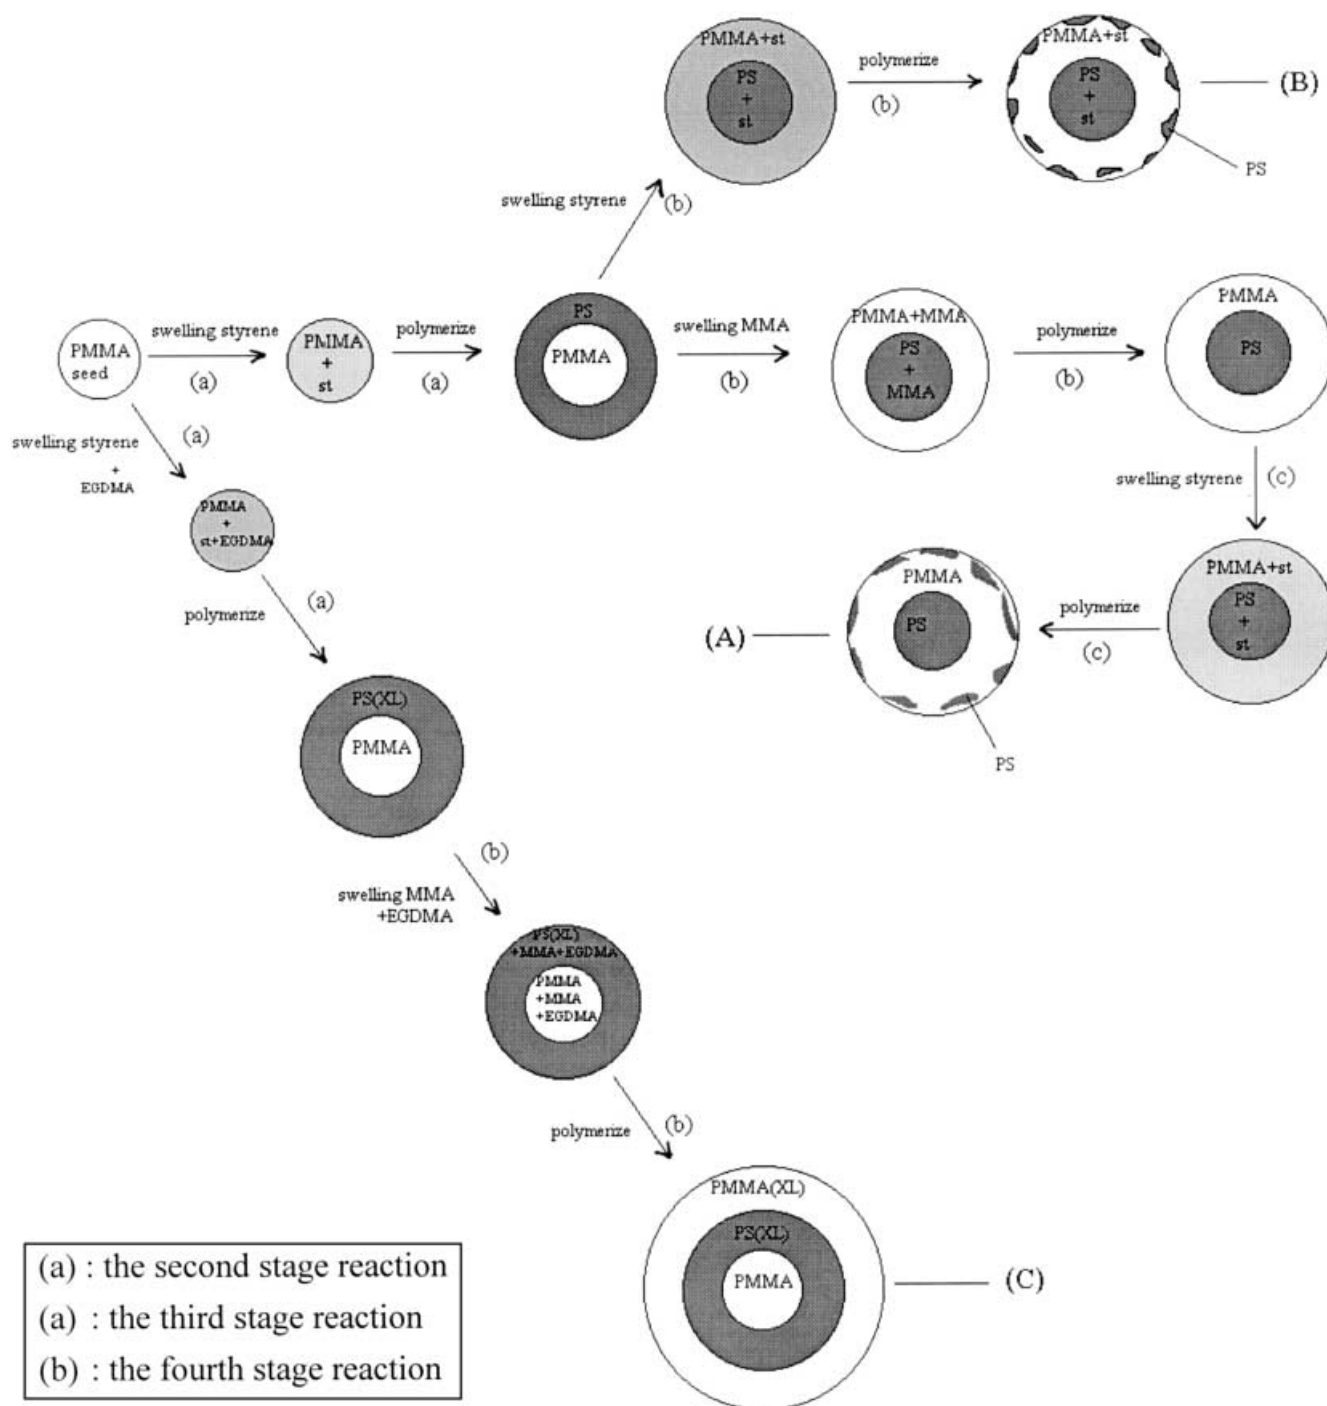 PMMA+st
PS
+
st
polymerize
(b)
PMMA+st
PS
+
st
(B)
PS
swelling styrene
(b)
PMMA
seed
swelling styrene
(a)
PMMA
+
st
polymerize
(a)
PS
PMMA
swelling MMA
(b)
PMMA+MMA
PS
+
MMA
polymerize
(b)
PMMA
PS
swelling styrene
(c)
PMMA+st
PS
+
st
polymerize
(c)
PMMA
PS
(A)
PS
swelling styrene
+
EGDMA
(a)
PMMA
+
st+EGDMA
polymerize
(a)
PS(XL)
PMMA
(b)
swelling MMA
+EGDMA
PS(XL)
+MMA+EGDMA
PMMA
+MMA
+EGDMA
polymerize
(b)
PMMA(XL)
PS(XL)
PMMA
(C)
(a) : the second stage reaction
(a) : the third stage reaction
(b) : the fourth stage reaction